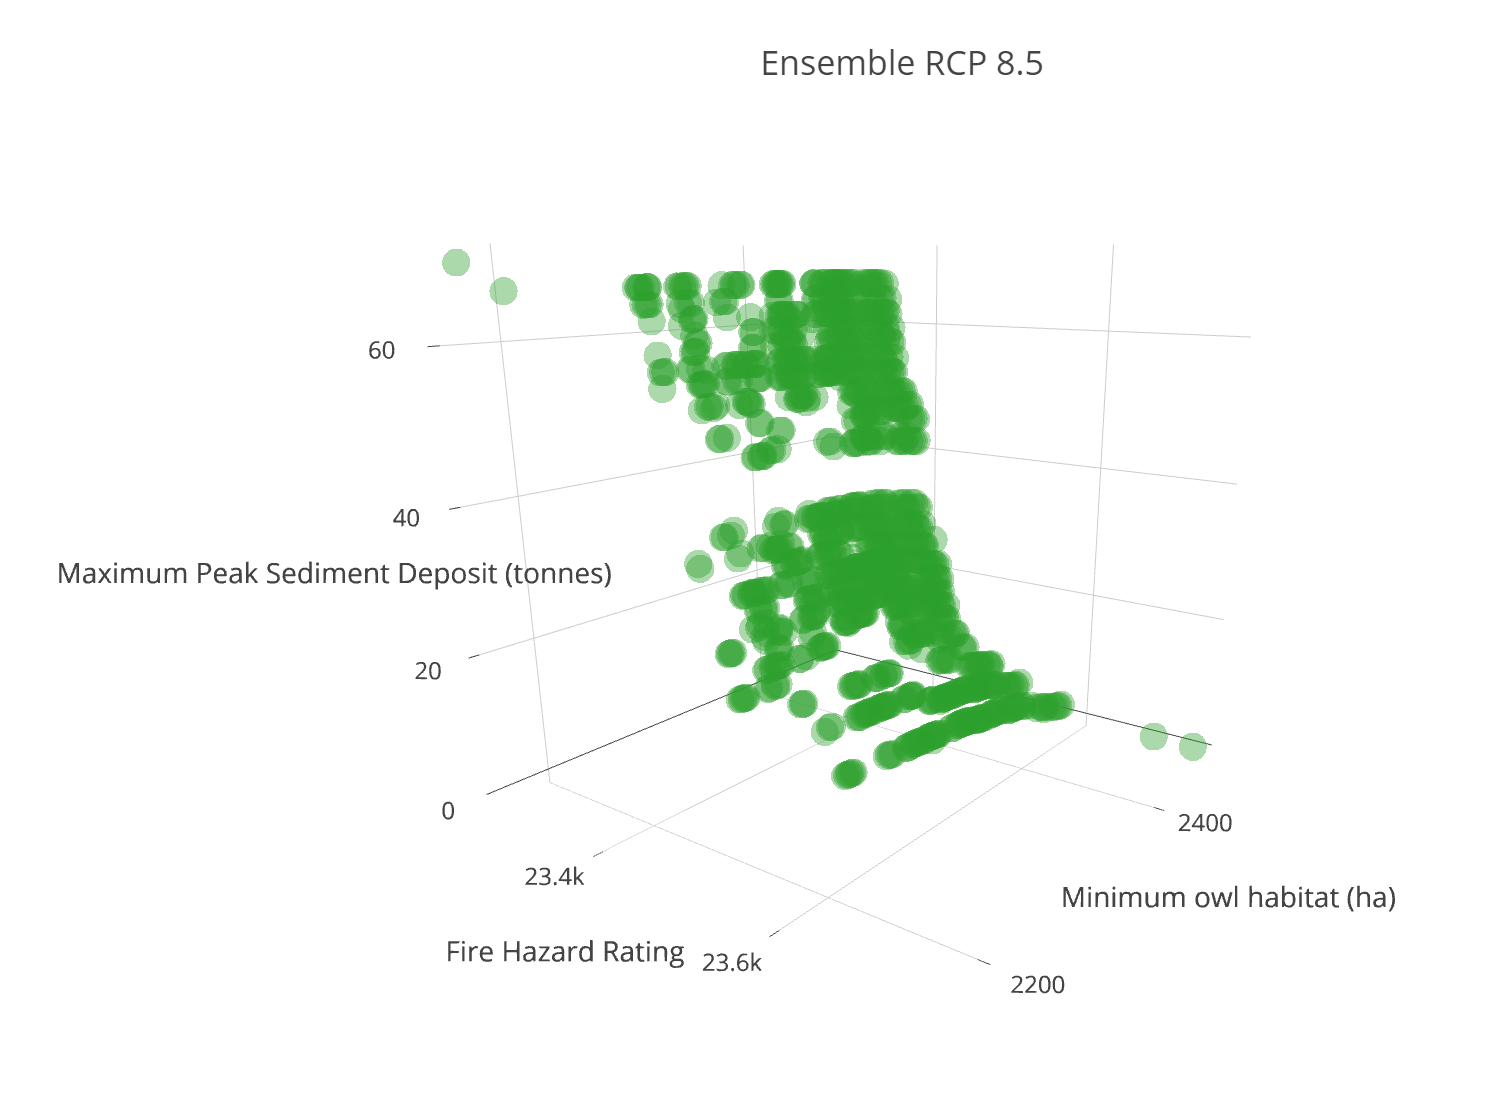 Ensemble RCP 8.5
60
40
Maximum Peak Sediment Deposit (tonnes)
20
0
2400
23.4k
Minimum owl habitat (ha)
Fire Hazard Rating
23.6k
2200